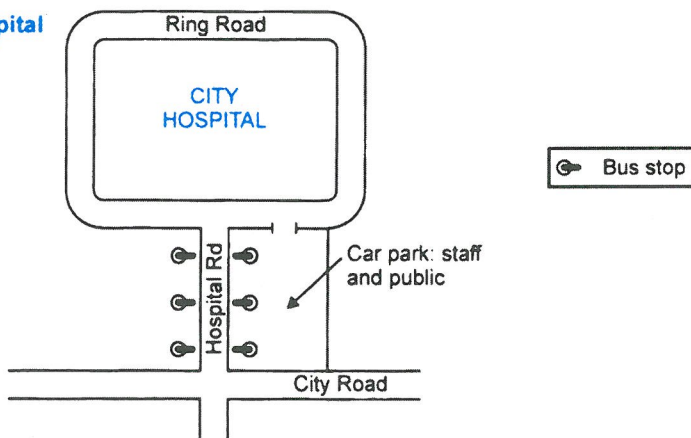 pital
Ring Road
CITY
HOSPITAL
Bus stop
Hospital Rd
Car park: staff
and public
City Road